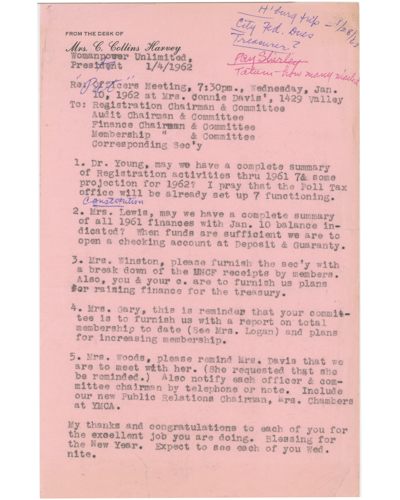 H'burg trip - 1/28/62
City Fed. Dues
Treasurer?
Pay Shurley
Tatum - how many
FROM THE DESK OF
Mrs. C. Collins Harvey
Womanpower Unlimited,
President 1/4/1962
Re: Officers Meeting, 7:30pm., Wednesday, Jan.
10, 1962 at Mrs. Connie Davis', 1429 Valley
To: Registration Chairman & Committee
Audit Chairman & Committee
Finance Chairman & Committee
Membership " & Committee
Corresponding Sec'y
1. Dr. Young, may we have a complete summary
of Registration activities thru 1961 7& some
projection for 1962? I pray that the Poll Tax
office will be already set up 7 functioning.
Constitution
2. Mrs. Lewis, may we have a complete summary
of all 1961 finances with Jan. 10 balance in-
dicated? When funds are sufficient we are to
open a checking account at Deposit & Guaranty.
3. Mrs. Winston, please furnish the sec'y with
a break down of the UNCF receipts by members.
Also, you & your c. are to furnish us plans
for raising finance for the treasury.
4. Mrs. Gary, this is reminder that your commit-
tee is to furnish us with a report on total
membership to date (See Mrs. Logan) and plans
for increasing membership.
5. Mrs. Woods, please remind Mrs. Davis that we
are to meet with her. (She requested that she
be reminded.) Also notify each officer & com-
mittee chairman by telephone or note. Include
our new Public Relations Chairman, Mrs. Chambers
at YMCA.
My thanks and congratulations to each of you for
the excellent job you are doing. Blessing for
the New Year. Expect to see each of you Wed.
nite.